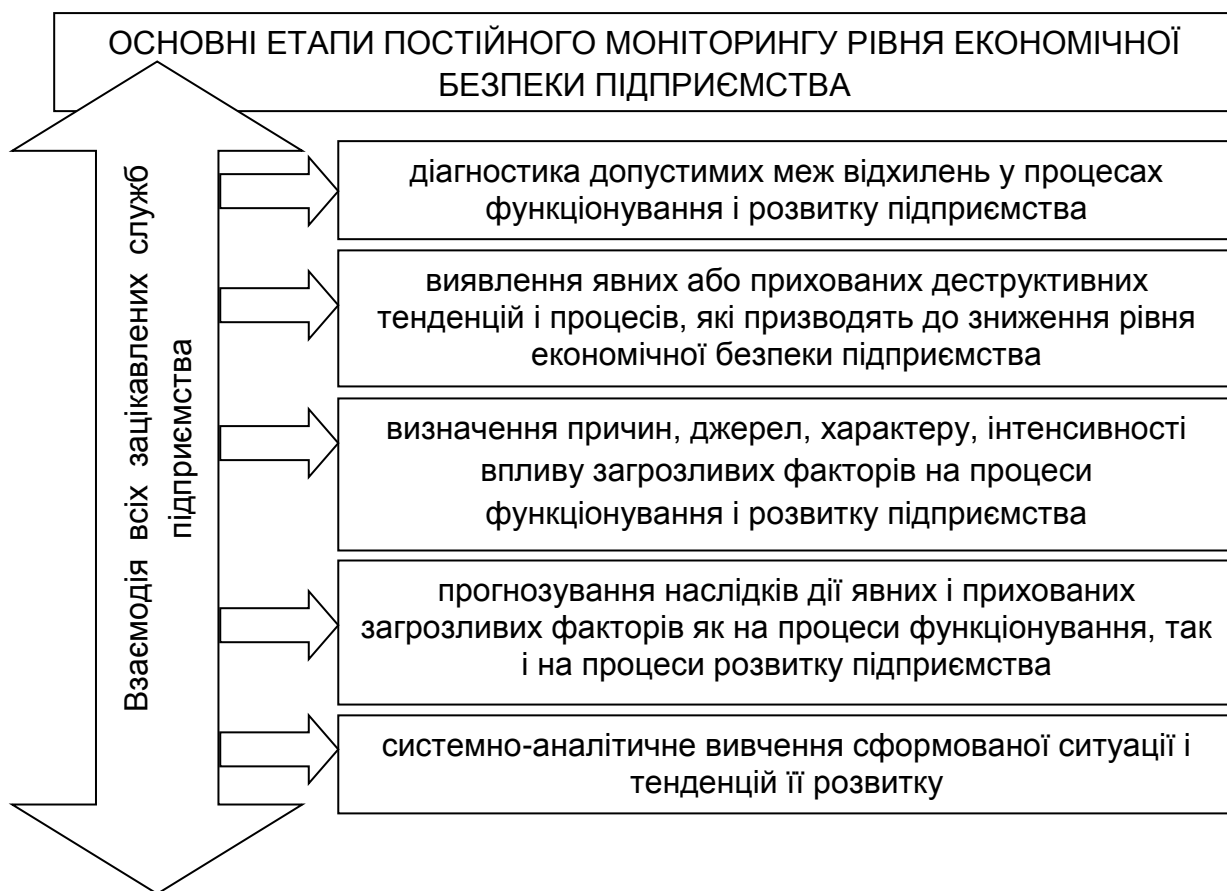 ОСНОВНІ ЕТАПИ ПОСТІЙНОГО МОНІТОРИНГУ РІВНЯ ЕКОНОМІЧНОЇ
БЕЗПЕКИ ПІДПРИЄМСТВА
Взаємодія всіх зацікавлених служб
підприємства
діагностика допустимих меж відхилень у процесах
функціонування і розвитку підприємства
виявлення явних або прихованих деструктивних
тенденцій і процесів, які призводять до зниження рівня
економічної безпеки підприємства
визначення причин, джерел, характеру, інтенсивності
впливу загрозливих факторів на процеси
функціонування і розвитку підприємства
прогнозування наслідків дії явних і прихованих
загрозливих факторів як на процеси функціонування, так
і на процеси розвитку підприємства
системно-аналітичне вивчення сформованої ситуації і
тенденцій її розвитку